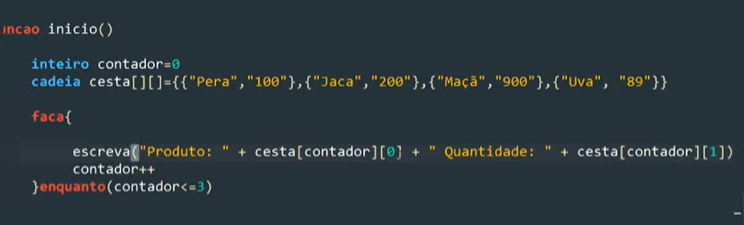 uncao inicio()
inteiro contador=0
cadeia cesta[][]={{"Pera","100"},{"Jaca","200"},{"Maçã","900"},{"Uva", "89"}}
faca{
escreva("Produto: " + cesta[contador][0] + " Quantidade: " + cesta[contador][1])
contador++
}enquanto(contador<=3)